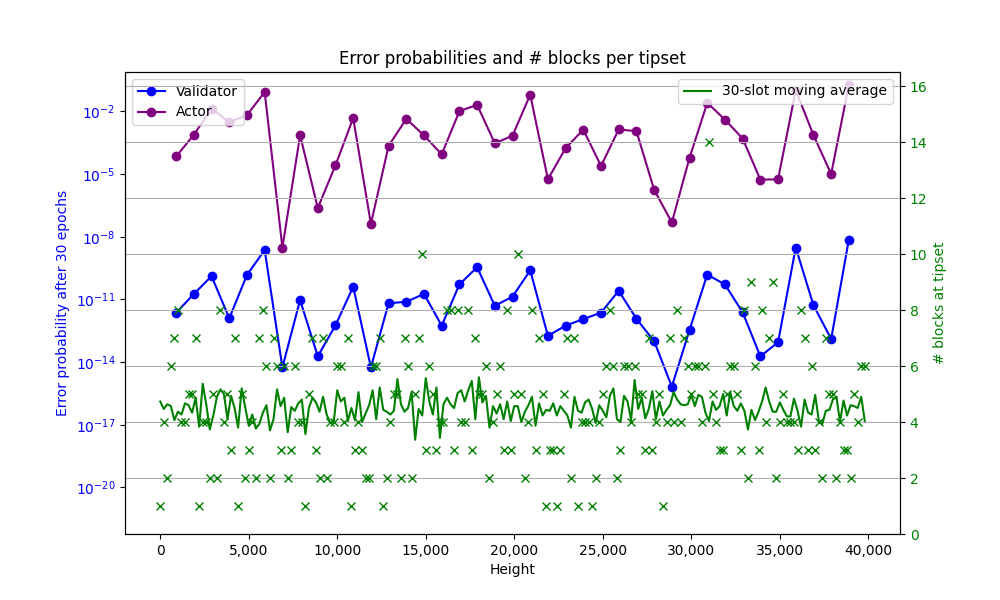 Error probabilities and # blocks per tipset
Validator
Actor
30-slot moving average
Error probability after 30 epochs
10⁻²
10⁻⁵
10⁻⁸
10⁻¹¹
10⁻¹⁴
10⁻¹⁷
10⁻²⁰
16
14
12
10
8
6
4
2
0
# blocks at tipset
0 5,000 10,000 15,000 20,000 25,000 30,000 35,000 40,000
Height